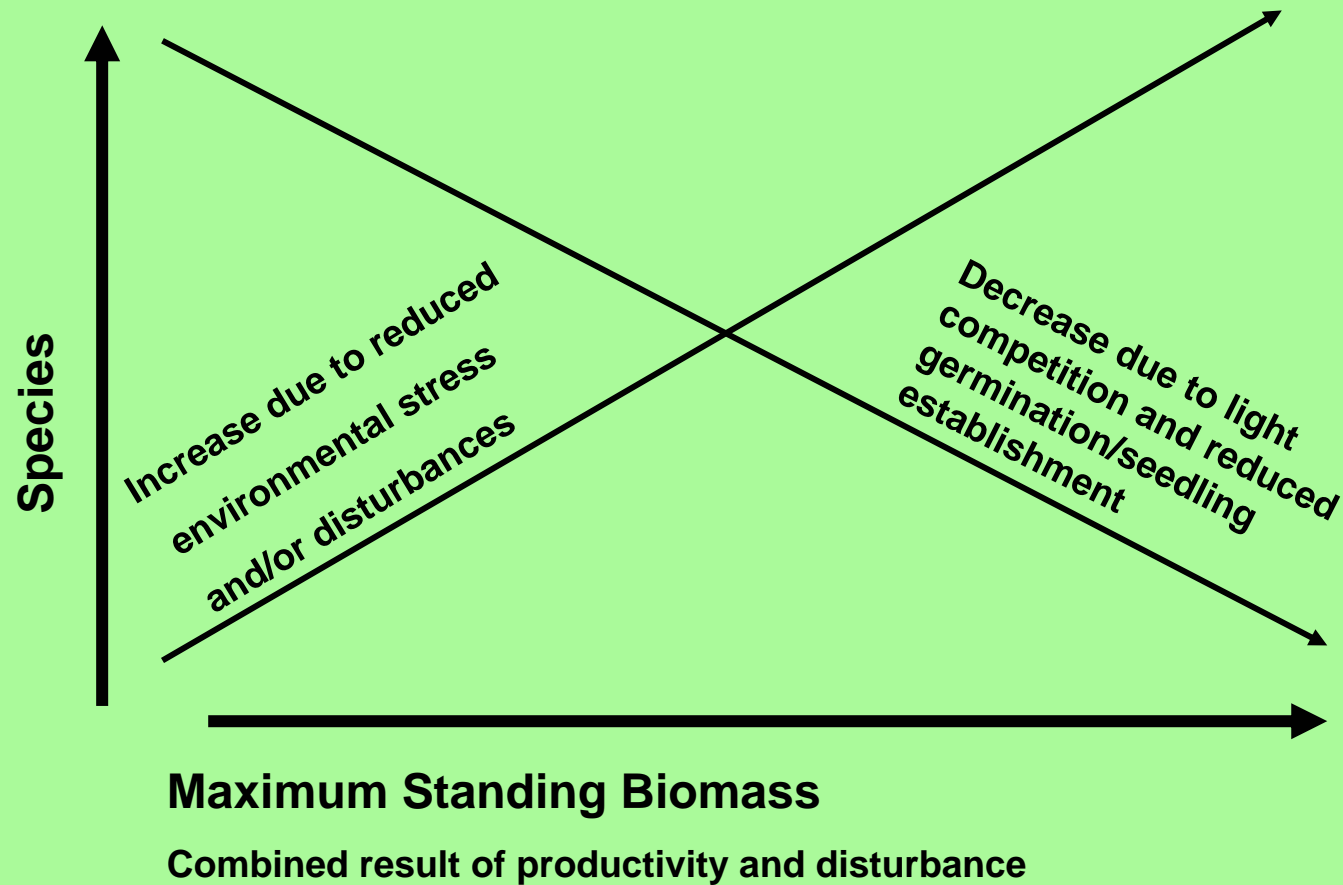 Species
Increase due to reduced
environmental stress
and/or disturbances
Decrease due to light
competition and reduced
germination/seedling
establishment
Maximum Standing Biomass
Combined result of productivity and disturbance